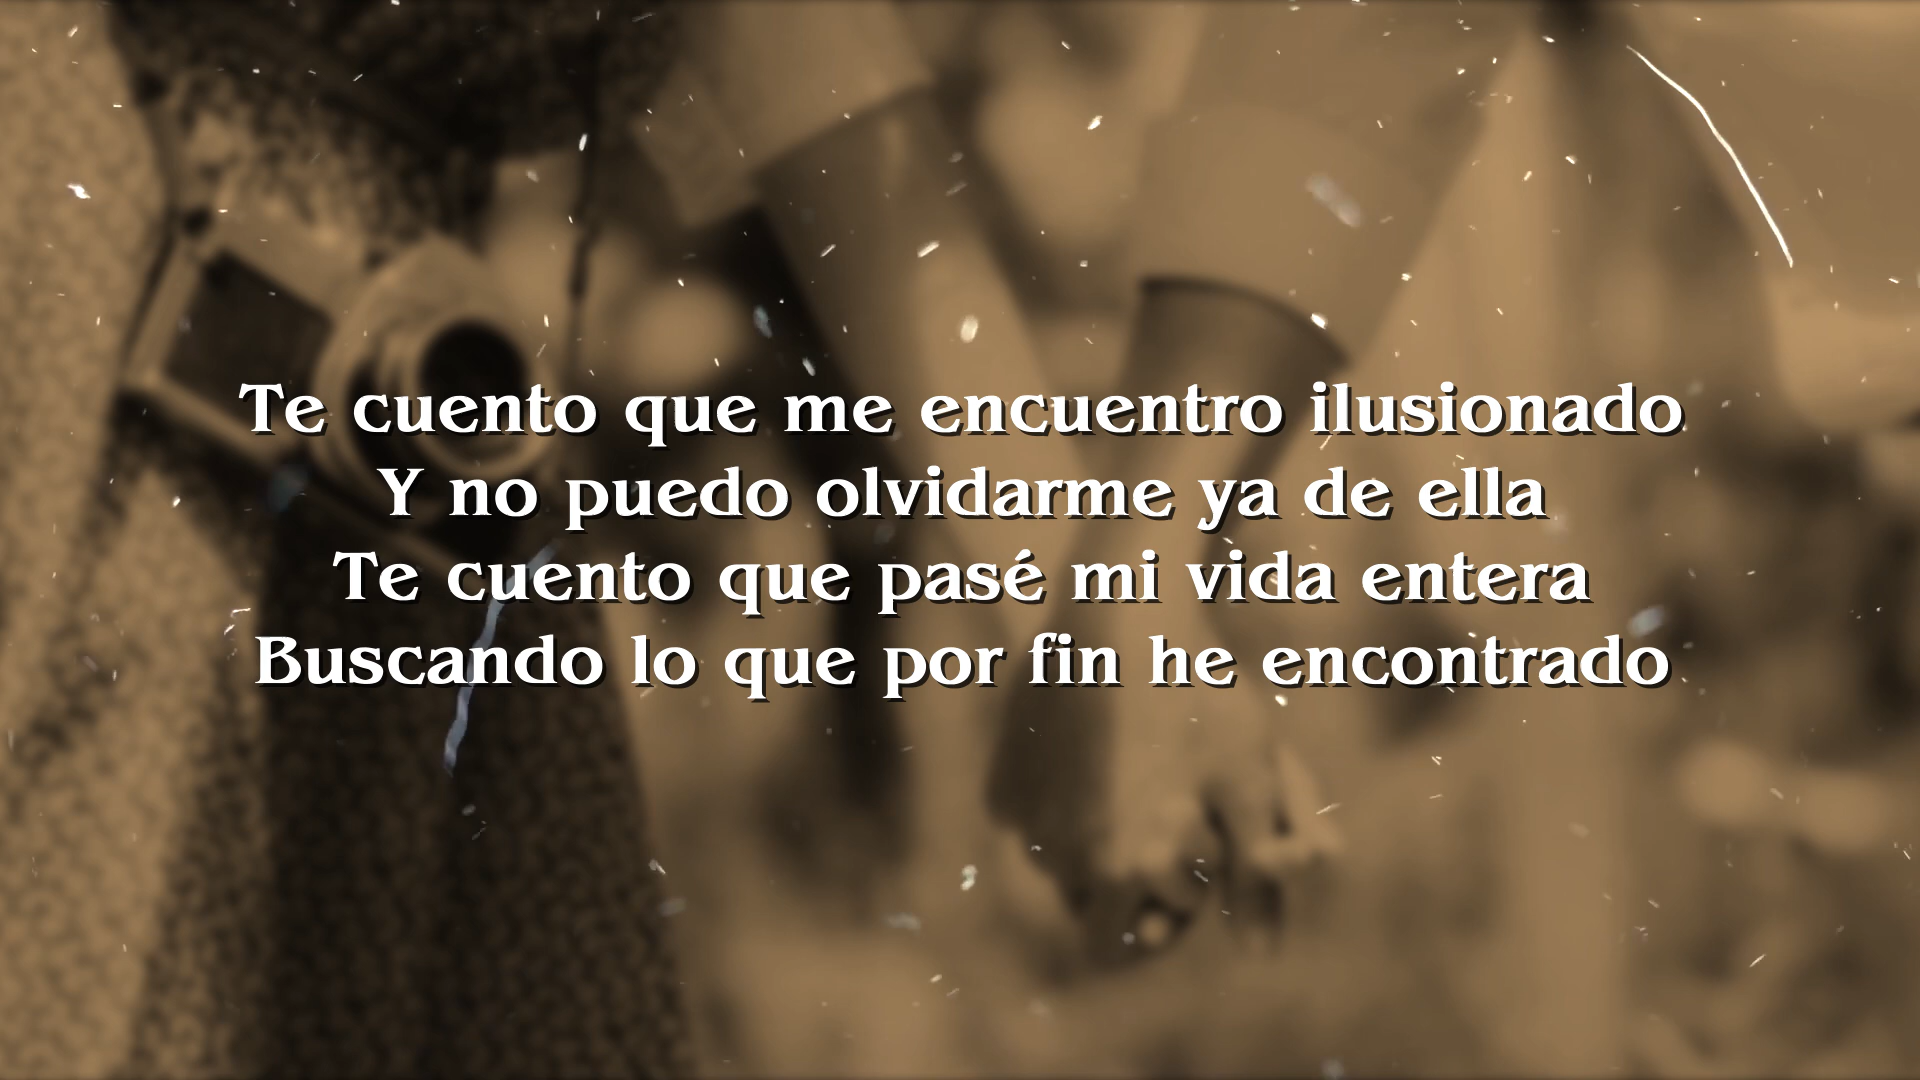 Te cuento que me encuentro ilusionado
Y no puedo olvidarme ya de ella
Te cuento que pasé mi vida entera
Buscando lo que por fin he encontrado